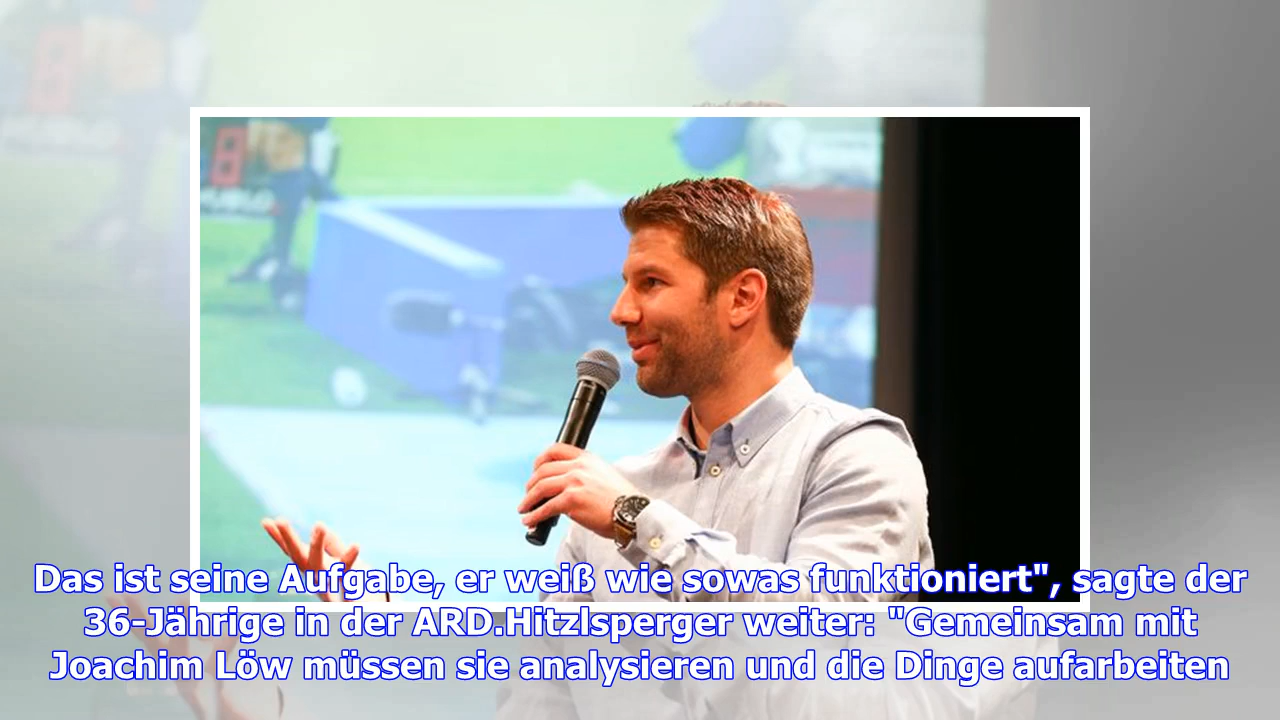 Das ist seine Aufgabe, er weiß wie sowas funktioniert", sagte der
36-Jährige in der ARD.Hitzlsperger weiter: "Gemeinsam mit
Joachim Löw müssen sie analysieren und die Dinge aufarbeiten